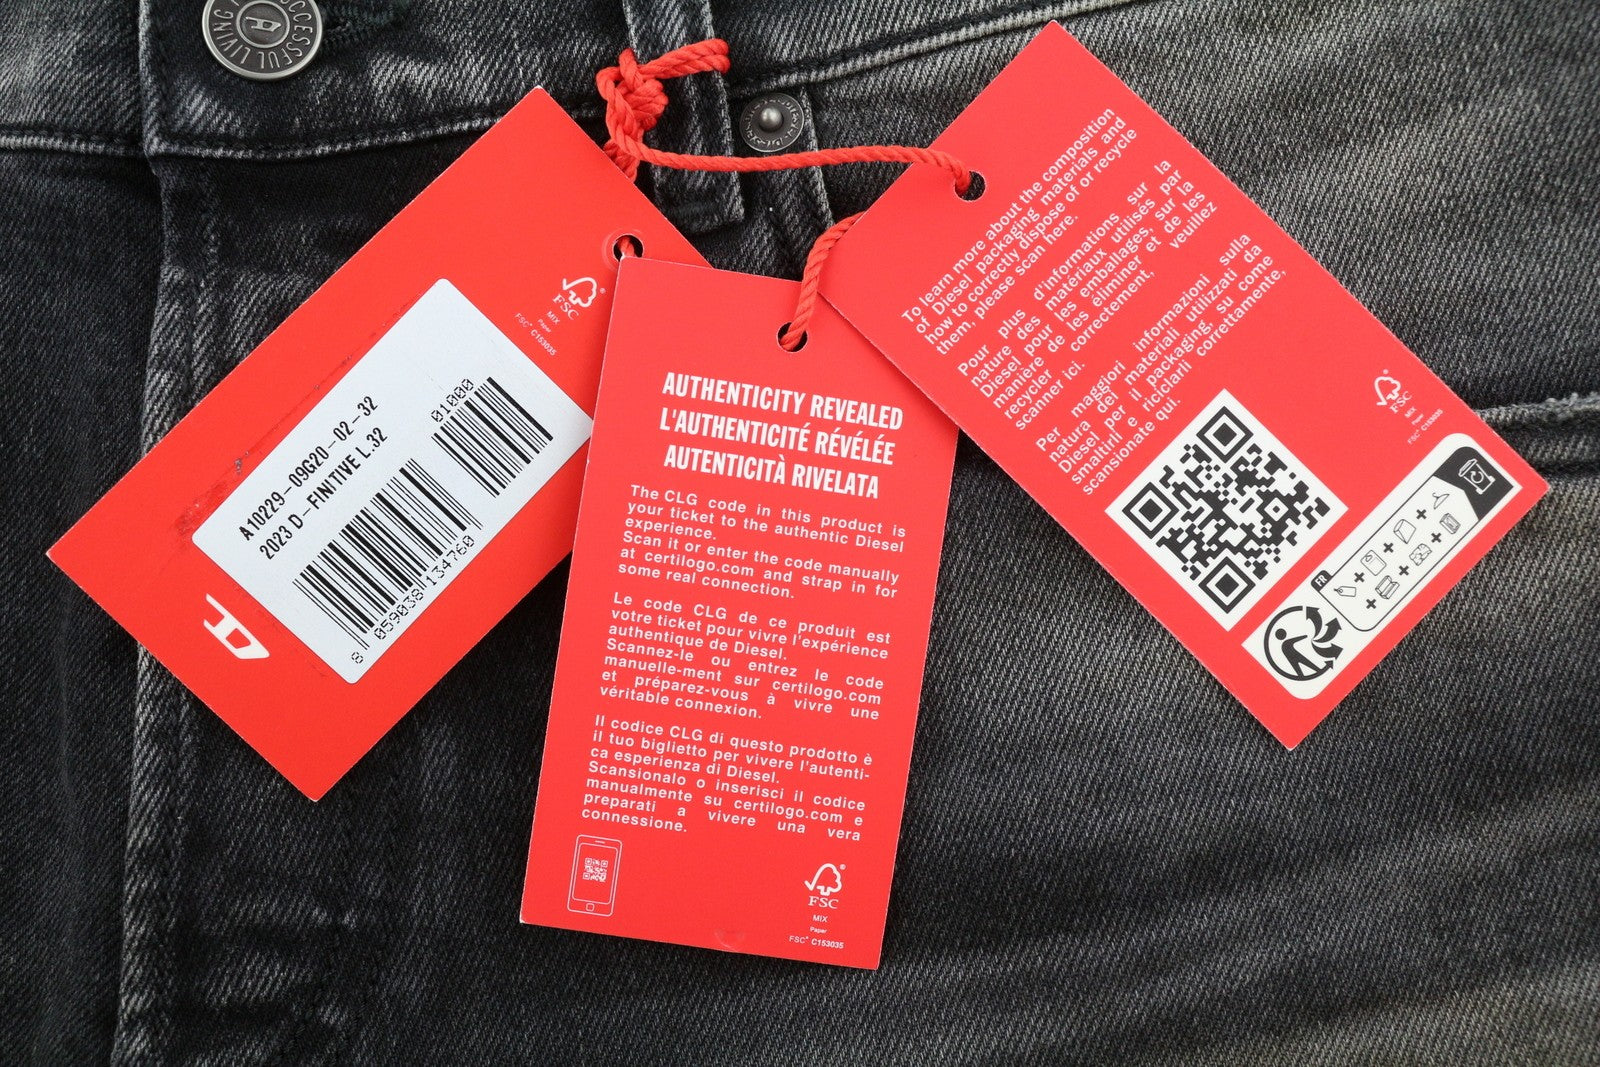 SUCCESSFUL LIVING
FSC®
MIX
Paper
FSC® C153035
A10229-09G20-02-32
2023 D-FINITIVE L.32
01000
8 059038 134760
AUTHENTICITY REVEALED
L'AUTHENTICITÉ RÉVÉLÉE
AUTENTICITÀ RIVELATA
The CLG code in this product is
your ticket to the authentic Diesel
experience.
Scan it or enter the code manually
at certilogo.com and strap in for
some real connection.
Le code CLG de ce produit est
votre ticket pour vivre l'expérience
authentique de Diesel.
Scannez-le ou entrez le code
manuelle-ment sur certilogo.com
et préparez-vous à vivre une
véritable connexion.
Il codice CLG di questo prodotto è
il tuo biglietto per vivere l'autenti-
ca esperienza di Diesel.
Scansionalo o inserisci il codice
manualmente su certilogo.com e
preparati a vivere una vera
connessione.
FSC®
MIX
Paper
FSC® C153035
To learn more about the composition
of Diesel packaging materials and
how to correctly dispose of or recycle
them, please scan here.
Pour plus d'informations sur la
nature des matériaux utilisés par
Diesel pour les emballages, sur la
manière de les éliminer et de les
recycler correctement, veuillez
scanner ici.
Per maggiori informazioni sulla
natura dei materiali utilizzati da
Diesel per il packaging, su come
smaltirli e riciclarli correttamente,
scansionate qui.
FSC®
MIX
Paper
FSC® C153035
FR